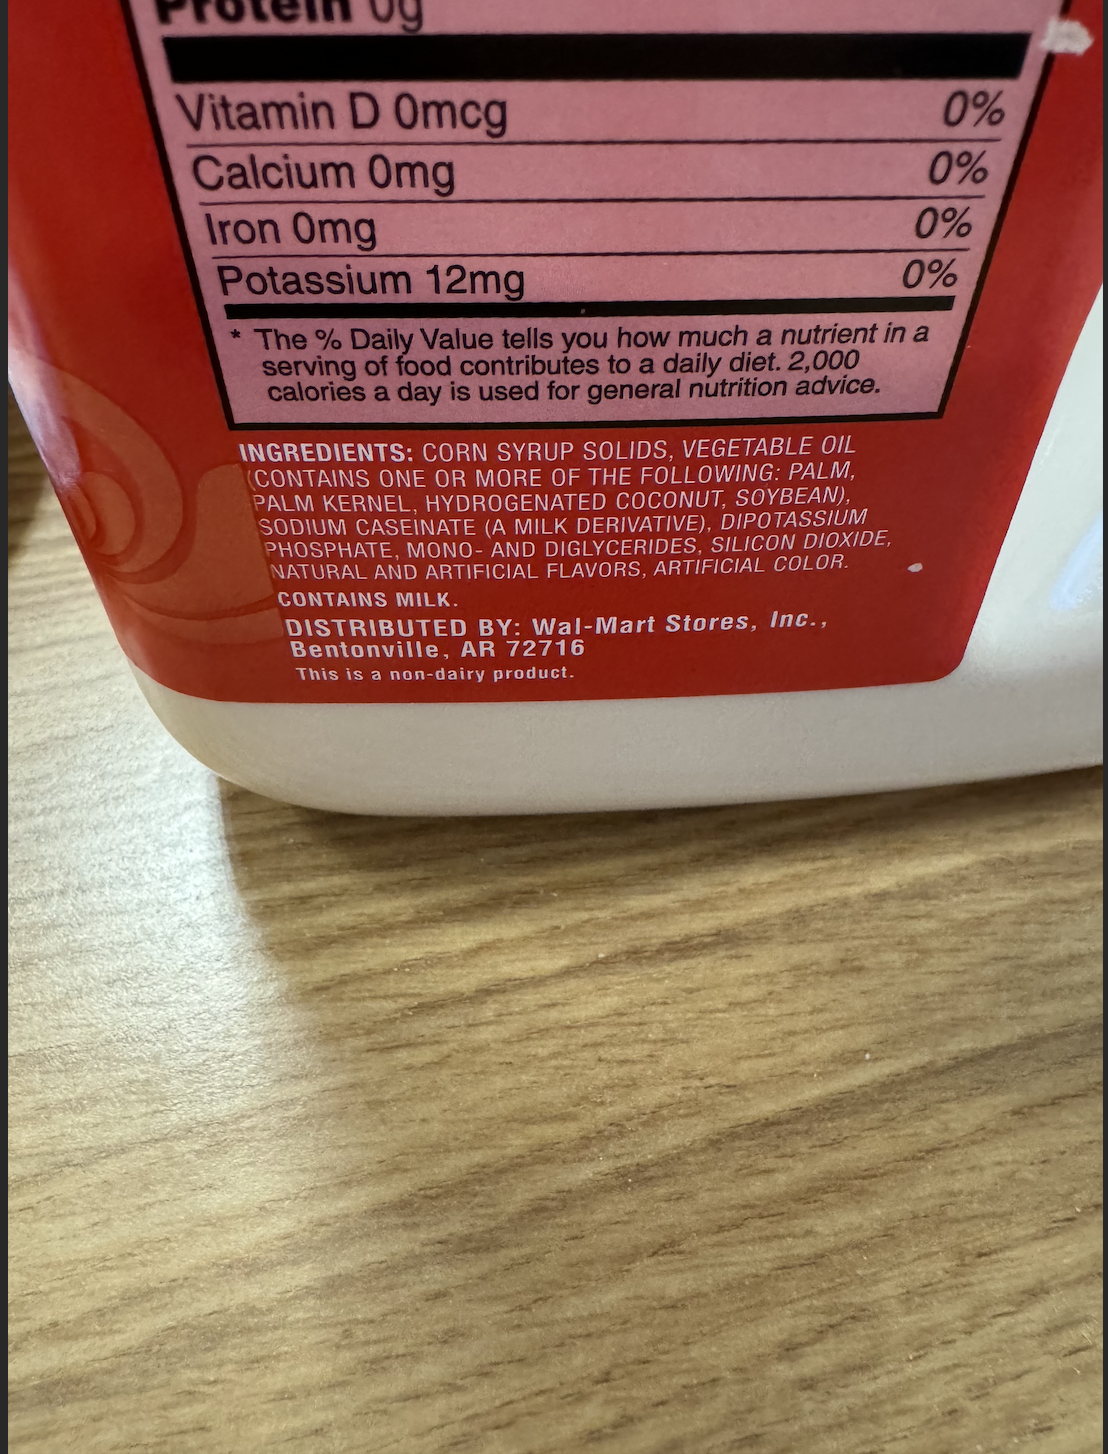 Protein 0g
Vitamin D 0mcg 0%
Calcium 0mg 0%
Iron 0mg 0%
Potassium 12mg 0%
* The % Daily Value tells you how much a nutrient in a
serving of food contributes to a daily diet. 2,000
calories a day is used for general nutrition advice.
INGREDIENTS: CORN SYRUP SOLIDS, VEGETABLE OIL
(CONTAINS ONE OR MORE OF THE FOLLOWING: PALM,
PALM KERNEL, HYDROGENATED COCONUT, SOYBEAN),
SODIUM CASEINATE (A MILK DERIVATIVE), DIPOTASSIUM
PHOSPHATE, MONO- AND DIGLYCERIDES, SILICON DIOXIDE,
NATURAL AND ARTIFICIAL FLAVORS, ARTIFICIAL COLOR.
CONTAINS MILK.
DISTRIBUTED BY: Wal-Mart Stores, Inc.,
Bentonville, AR 72716
This is a non-dairy product.